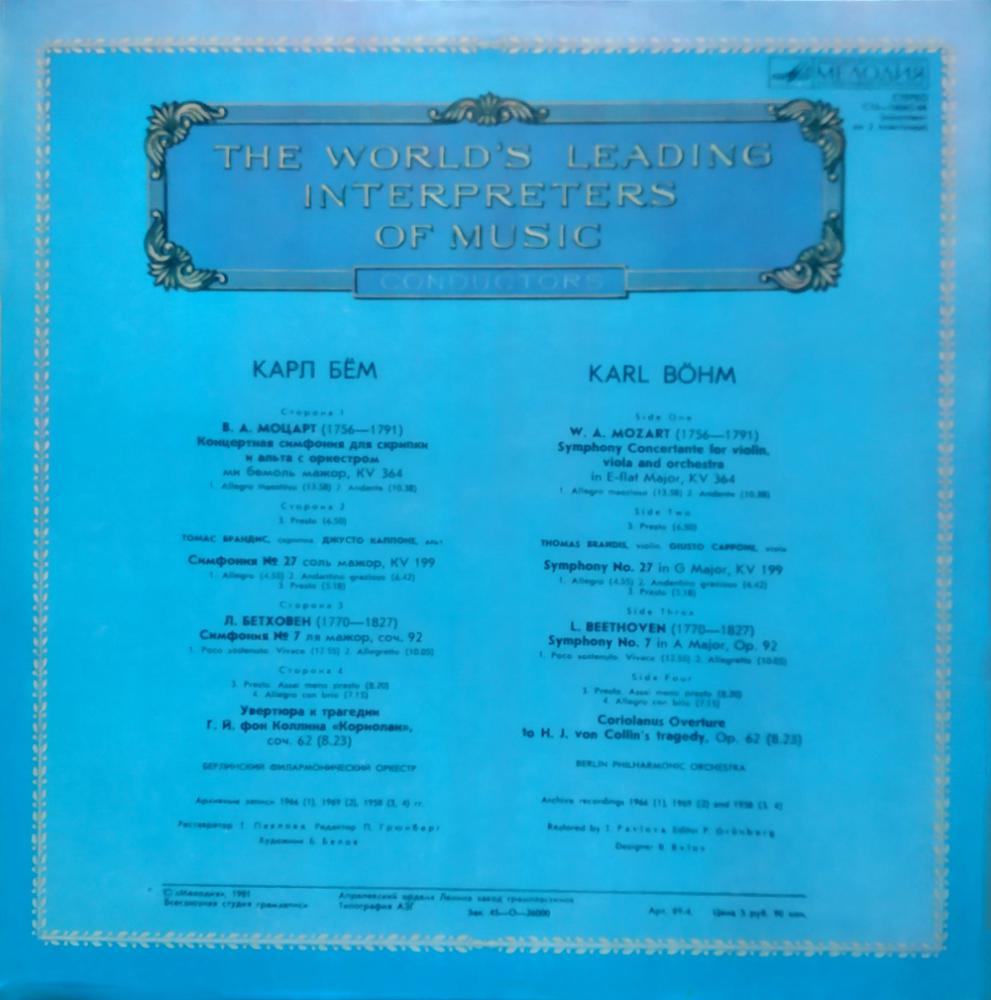 МЕЛОДИЯ
СТЕРЕО
THE WORLD'S LEADING
INTERPRETERS
OF MUSIC
CONDUCTORS
КАРЛ БЁМ
Сторона 1
В. А. МОЦАРТ (1756—1791)
Концертная симфония для скрипки
и альта с оркестром
ми бемоль мажор, KV 364
1. Allegro maestoso (13.58) 2. Andante (10.38)
Сторона 2
3. Presto (6.50)
ТОМАС БРАНДИС, скрипка, ДЖУСТО КАППОНЕ, альт
Симфония № 27 соль мажор, KV 199
1. Allegro (4.55) 2. Andantino grazioso (6.42)
3. Presto (5.18)
Сторона 3
Л. БЕТХОВЕН (1770—1827)
Симфония № 7 ля мажор, соч. 92
1. Poco sostenuto. Vivace (12.55) 2. Allegretto (10.05)
Сторона 4
3. Presto. Assai meno presto (8.20)
4. Allegro con brio (7.15)
Увертюра к трагедии
Г. Й. фон Коллина «Кориолан»,
соч. 62 (8.23)
БЕРЛИНСКИЙ ФИЛАРМОНИЧЕСКИЙ ОРКЕСТР
Архивные записи 1966 (1), 1969 (2), 1958 (3, 4) гг.
Реставратор Т. Павлова Редактор П. Грюнберг
Художник Б. Белов
KARL BÖHM
Side One
W. A. MOZART (1756—1791)
Symphony Concertante for violin,
viola and orchestra
in E-flat Major, KV 364
1. Allegro maestoso (13.58) 2. Andante (10.38)
Side Two
3. Presto (6.50)
THOMAS BRANDIS, violin, GIUSTO CAPPONE, viola
Symphony No. 27 in G Major, KV 199
1. Allegro (4.55) 2. Andantino grazioso (6.42)
3. Presto (5.18)
Side Three
L. BEETHOVEN (1770—1827)
Symphony No. 7 in A Major, Op. 92
1. Poco sostenuto. Vivace (12.55) 2. Allegretto (10.05)
Side Four
3. Presto. Assai meno presto (8.20)
4. Allegro con brio (7.15)
Coriolanus Overture
to H. J. von Collin's tragedy, Op. 62 (8.23)
BERLIN PHILHARMONIC ORCHESTRA
Archive recordings 1966 (1), 1969 (2) and 1958 (3, 4)
Restored by T. Pavlova Editor P. Grünberg
Designer B.
© «Мелодия», 1981
Всесоюзная студия грамзаписи
Апрелевский ордена Ленина завод грампластинок
Типография АЗГ
Зак. 45—О—36000
Арт. 89-4.
Цена 5 руб. 90 коп.